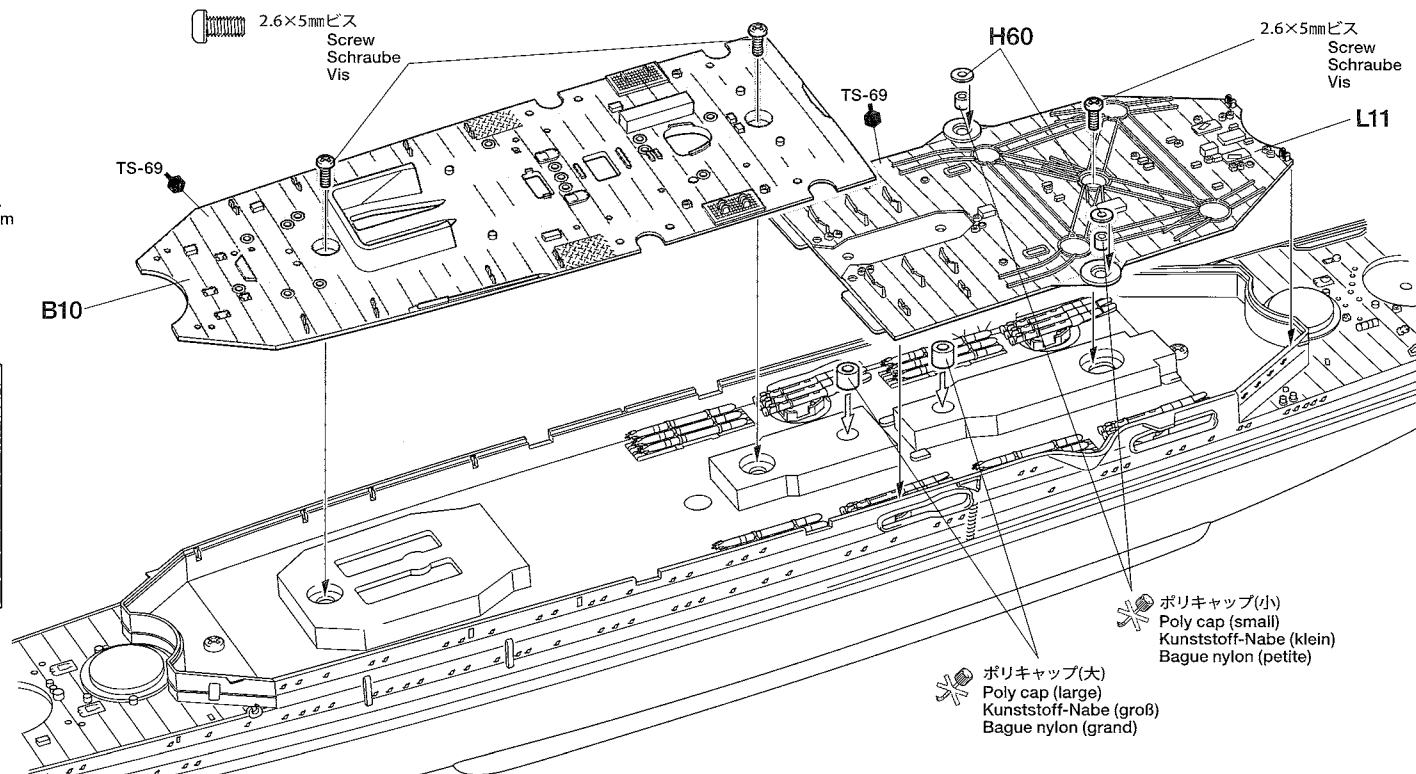 2.6×5mmビス
Screw
Schraube
Vis
H60
2.6×5mmビス
Screw
Schraube
Vis
TS-69
L11
TS-69
m
B10
ポリキャップ(小)
Poly cap (small)
Kunststoff-Nabe (klein)
Bague nylon (petite)
ポリキャップ(大)
Poly cap (large)
Kunststoff-Nabe (groß)
Bague nylon (grand)